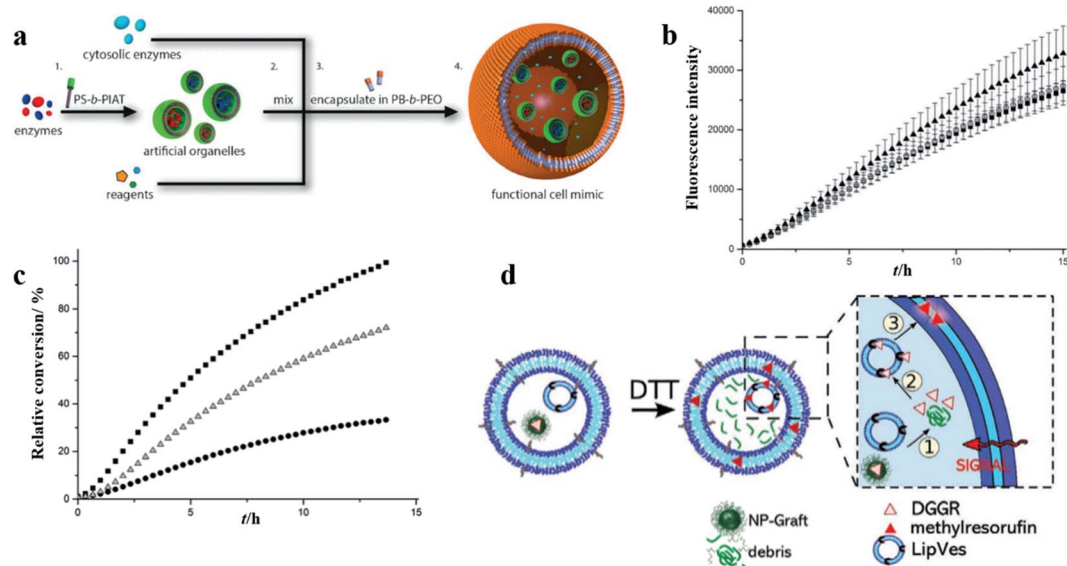 a
cytosolic enzymes
1.
2.
3.
4.
PS-b-PIAT
mix
encapsulate in PB-b-PEO
enzymes
artificial organelles
reagents
functional cell mimic
b
Fluorescence intensity
40000
30000
20000
10000
0
0
5
10
15
t/h
c
Relative conversion/ %
100
80
60
40
20
0
0
5
10
15
t/h
d
DTT
3
2
1
SIGNAL
NP-Graft
debris
DGGR
methylresorufin
LipVes